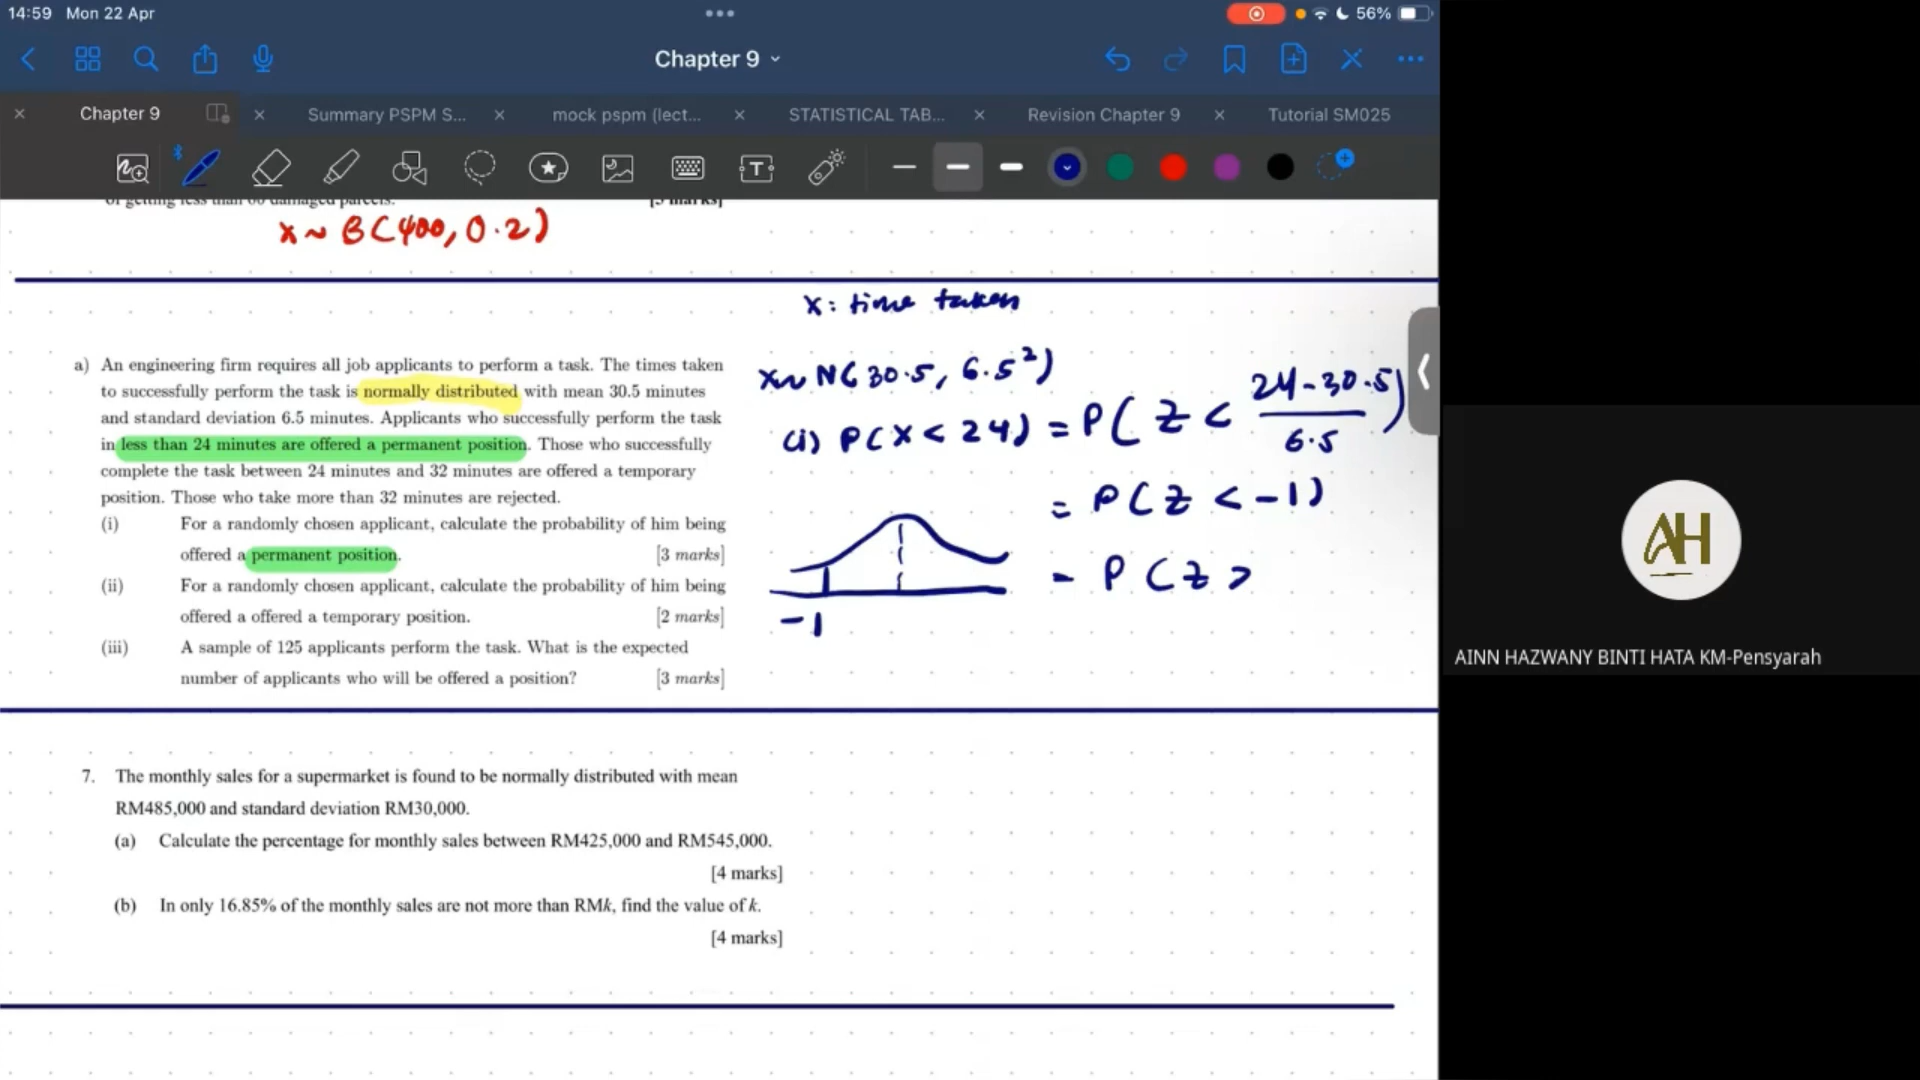 14:59 Mon 22 Apr
56%
Chapter 9
Chapter 9
Summary PSPM S...
mock pspm (lect...
STATISTICAL TAB...
Revision Chapter 9
Tutorial SM025
of getting less than 60 damaged parcels. [3 marks]
X ~ B(400, 0.2)
X: time taken
a) An engineering firm requires all job applicants to perform a task. The times taken
to successfully perform the task is normally distributed with mean 30.5 minutes
and standard deviation 6.5 minutes. Applicants who successfully perform the task
in less than 24 minutes are offered a permanent position. Those who successfully
complete the task between 24 minutes and 32 minutes are offered a temporary
position. Those who take more than 32 minutes are rejected.
(i) For a randomly chosen applicant, calculate the probability of him being
offered a permanent position. [3 marks]
(ii) For a randomly chosen applicant, calculate the probability of him being
offered a offered a temporary position. [2 marks]
(iii) A sample of 125 applicants perform the task. What is the expected
number of applicants who will be offered a position? [3 marks]
X ~ N(30.5, 6.5²)
(i) P(X < 24) = P(Z < (24-30.5)/6.5)
= P(Z < -1)
= P(Z >
-1
7. The monthly sales for a supermarket is found to be normally distributed with mean
RM485,000 and standard deviation RM30,000.
(a) Calculate the percentage for monthly sales between RM425,000 and RM545,000.
[4 marks]
(b) In only 16.85% of the monthly sales are not more than RMk, find the value of k.
[4 marks]
AH
AINN HAZWANY BINTI HATA KM-Pensyarah